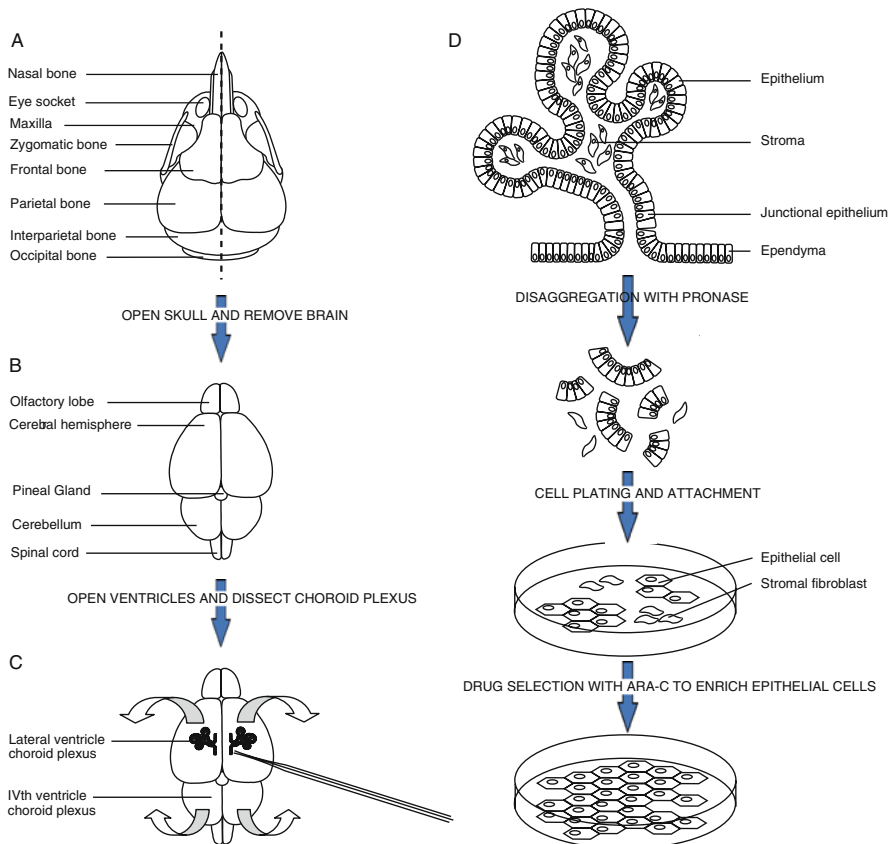 A
Nasal bone
Eye socket
Maxilla
Zygomatic bone
Frontal bone
Parietal bone
Interparietal bone
Occipital bone
OPEN SKULL AND REMOVE BRAIN
B
Olfactory lobe
Cerebral hemisphere
Pineal Gland
Cerebellum
Spinal cord
OPEN VENTRICLES AND DISSECT CHOROID PLEXUS
C
Lateral ventricle
choroid plexus
IVth ventricle
choroid plexus
D
Epithelium
Stroma
Junctional epithelium
Ependyma
DISAGGREGATION WITH PRONASE
CELL PLATING AND ATTACHMENT
Epithelial cell
Stromal fibroblast
DRUG SELECTION WITH ARA-C TO ENRICH EPITHELIAL CELLS